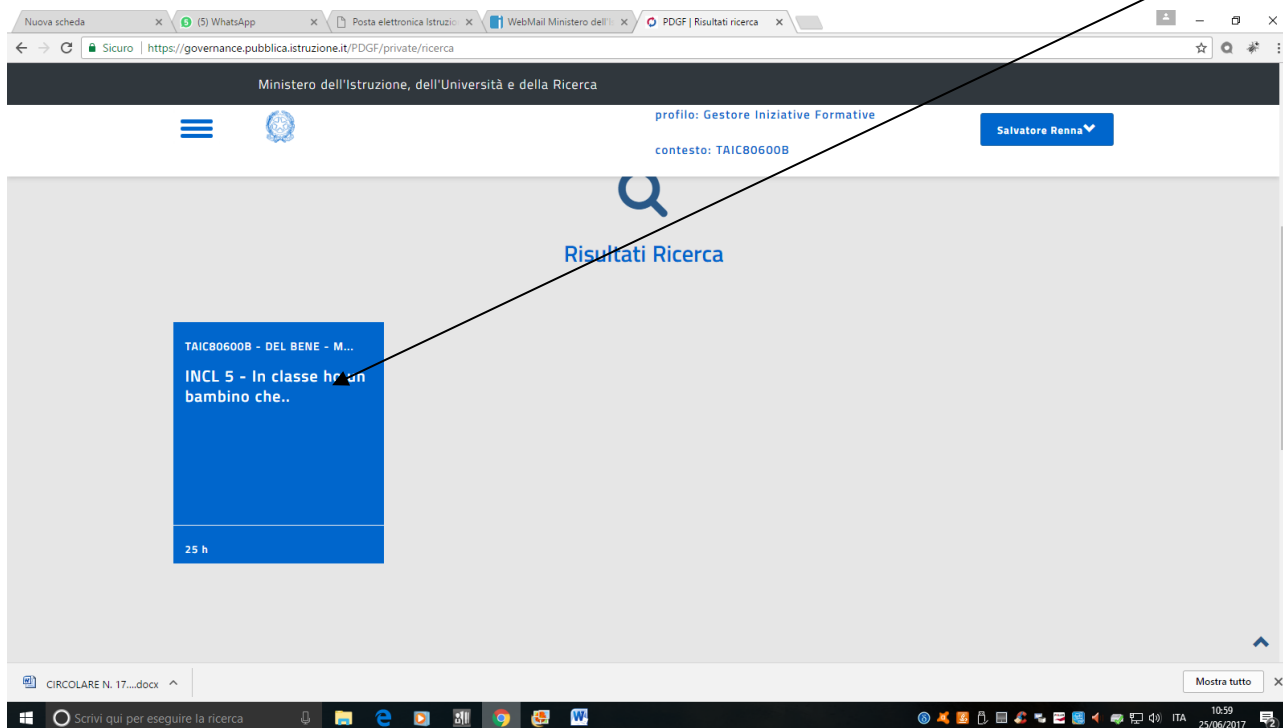 Nuova scheda
(5) WhatsApp
Posta elettronica Istruzio
WebMail Ministero dell'I
PDGF | Risultati ricerca
Sicuro | https://governance.pubblica.istruzione.it/PDGF/private/ricerca
Ministero dell'Istruzione, dell'Università e della Ricerca
profilo: Gestore Iniziative Formative
contesto: TAIC80600B
Salvatore Renna
Risultati Ricerca
TAIC80600B - DEL BENE - M...
INCL 5 - In classe ho un
bambino che..
25 h
CIRCOLARE N. 17....docx
Mostra tutto
Scrivi qui per eseguire la ricerca
ITA
10:59
25/06/2017